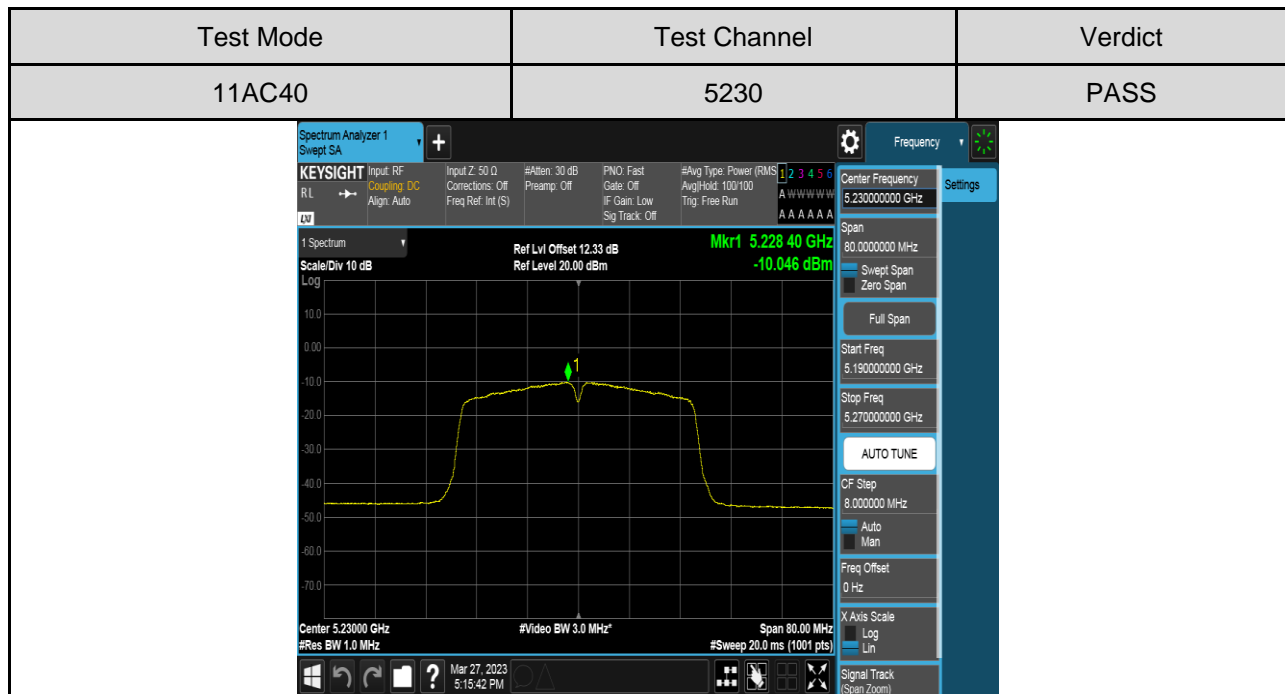 Test Mode Test Channel Verdict
11AC40 5230 PASS
Spectrum Analyzer 1
Swept SA
+
Frequency
Settings
KEYSIGHT
RL
LXI
Input: RF
Coupling: DC
Align: Auto
Input Z: 50 Ω
Corrections: Off
Freq Ref: Int (S)
#Atten: 30 dB
Preamp: Off
PNO: Fast
Gate: Off
IF Gain: Low
Sig Track: Off
#Avg Type: Power (RMS
Avg|Hold: 100/100
Trig: Free Run
1 2 3 4 5 6
A W W W W W
A A A A A A
1 Spectrum
Scale/Div 10 dB
Log
Ref Lvl Offset 12.33 dB
Ref Level 20.00 dBm
Mkr1 5.228 40 GHz
-10.046 dBm
10.0
0.00
-10.0
-20.0
-30.0
-40.0
-50.0
-60.0
-70.0
1
Center 5.23000 GHz
#Res BW 1.0 MHz
#Video BW 3.0 MHz*
Span 80.00 MHz
#Sweep 20.0 ms (1001 pts)
Center Frequency
5.230000000 GHz
Span
80.0000000 MHz
Swept Span
Zero Span
Full Span
Start Freq
5.190000000 GHz
Stop Freq
5.270000000 GHz
AUTO TUNE
CF Step
8.000000 MHz
Auto
Man
Freq Offset
0 Hz
X Axis Scale
Log
Lin
Signal Track
(Span Zoom)
?
Mar 27, 2023
5:15:42 PM